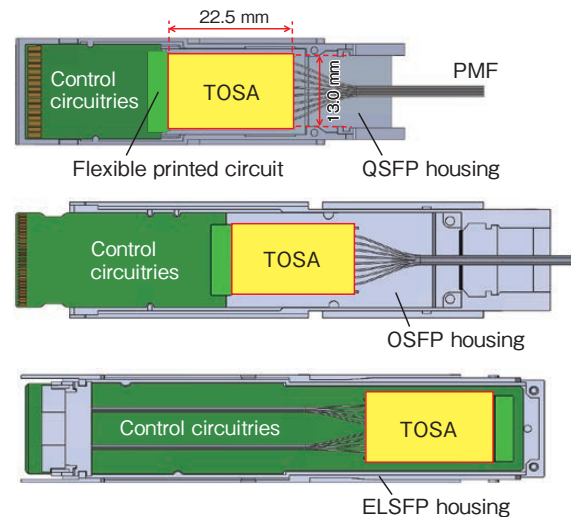 22.5 mm
Control
circuitries
TOSA
13.0 mm
PMF
Flexible printed circuit
QSFP housing
Control
circuitries
TOSA
OSFP housing
Control circuitries
TOSA
ELSFP housing